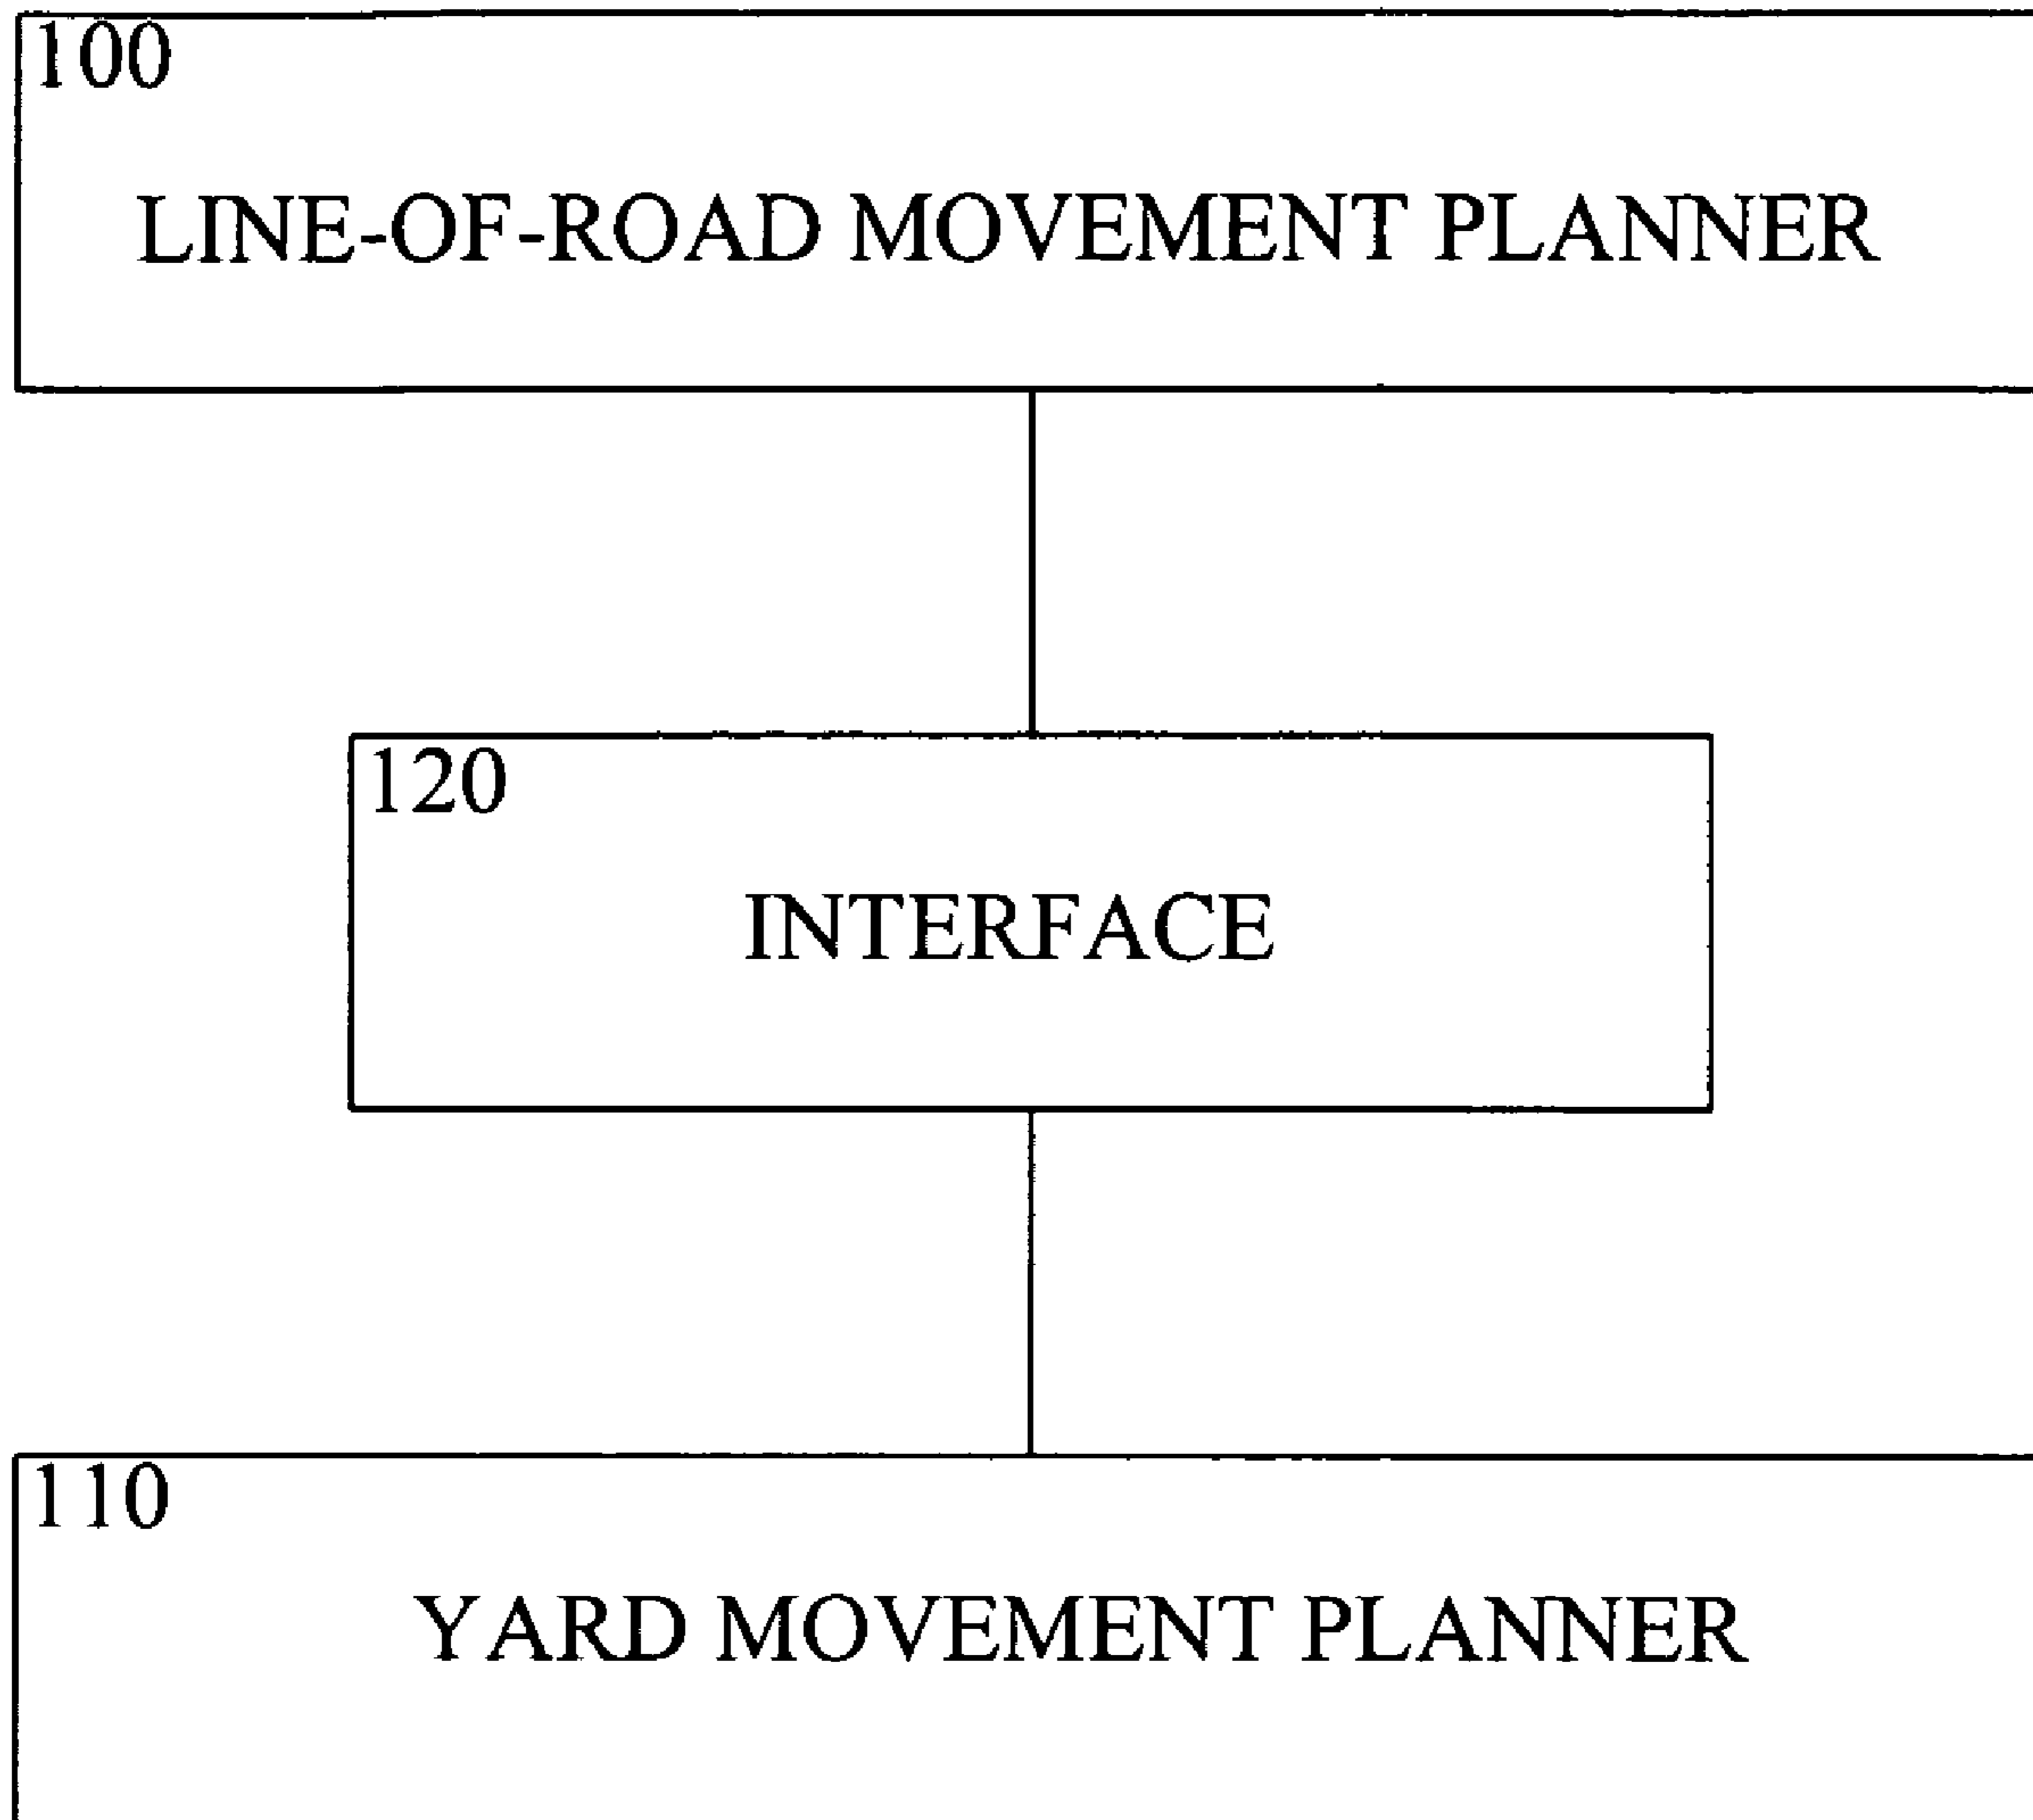 100
LINE-OF-ROAD MOVEMENT PLANNER
120
INTERFACE
110
YARD MOVEMENT PLANNER